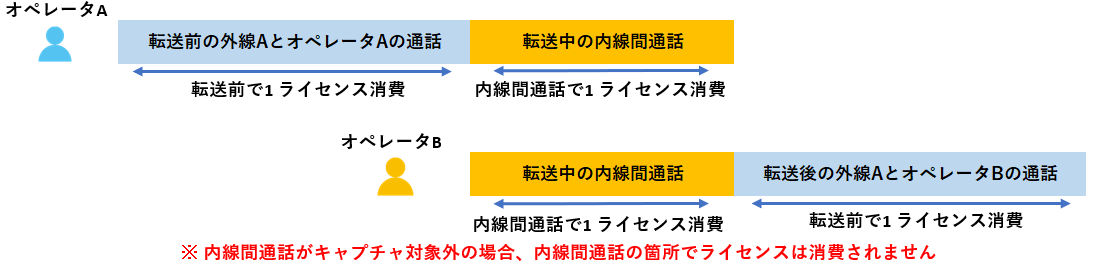 オペレータA
転送前の外線AとオペレータAの通話
転送中の内線間通話
転送前で1 ライセンス消費
内線間通話で1 ライセンス消費
オペレータB
転送中の内線間通話
転送後の外線AとオペレータBの通話
内線間通話で1 ライセンス消費
転送前で1 ライセンス消費
※ 内線間通話がキャプチャ対象外の場合、内線間通話の箇所でライセンスは消費されません